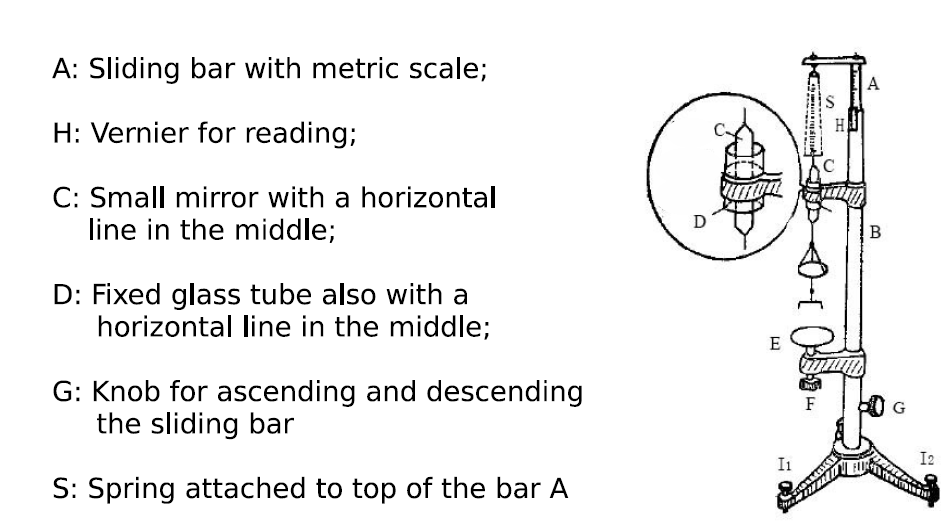 A: Sliding bar with metric scale;
H: Vernier for reading;
C: Small mirror with a horizontal
line in the middle;
D: Fixed glass tube also with a
horizontal line in the middle;
G: Knob for ascending and descending
the sliding bar
S: Spring attached to top of the bar A
A
S
H
C
C
D
B
E
F
G
I1
I2